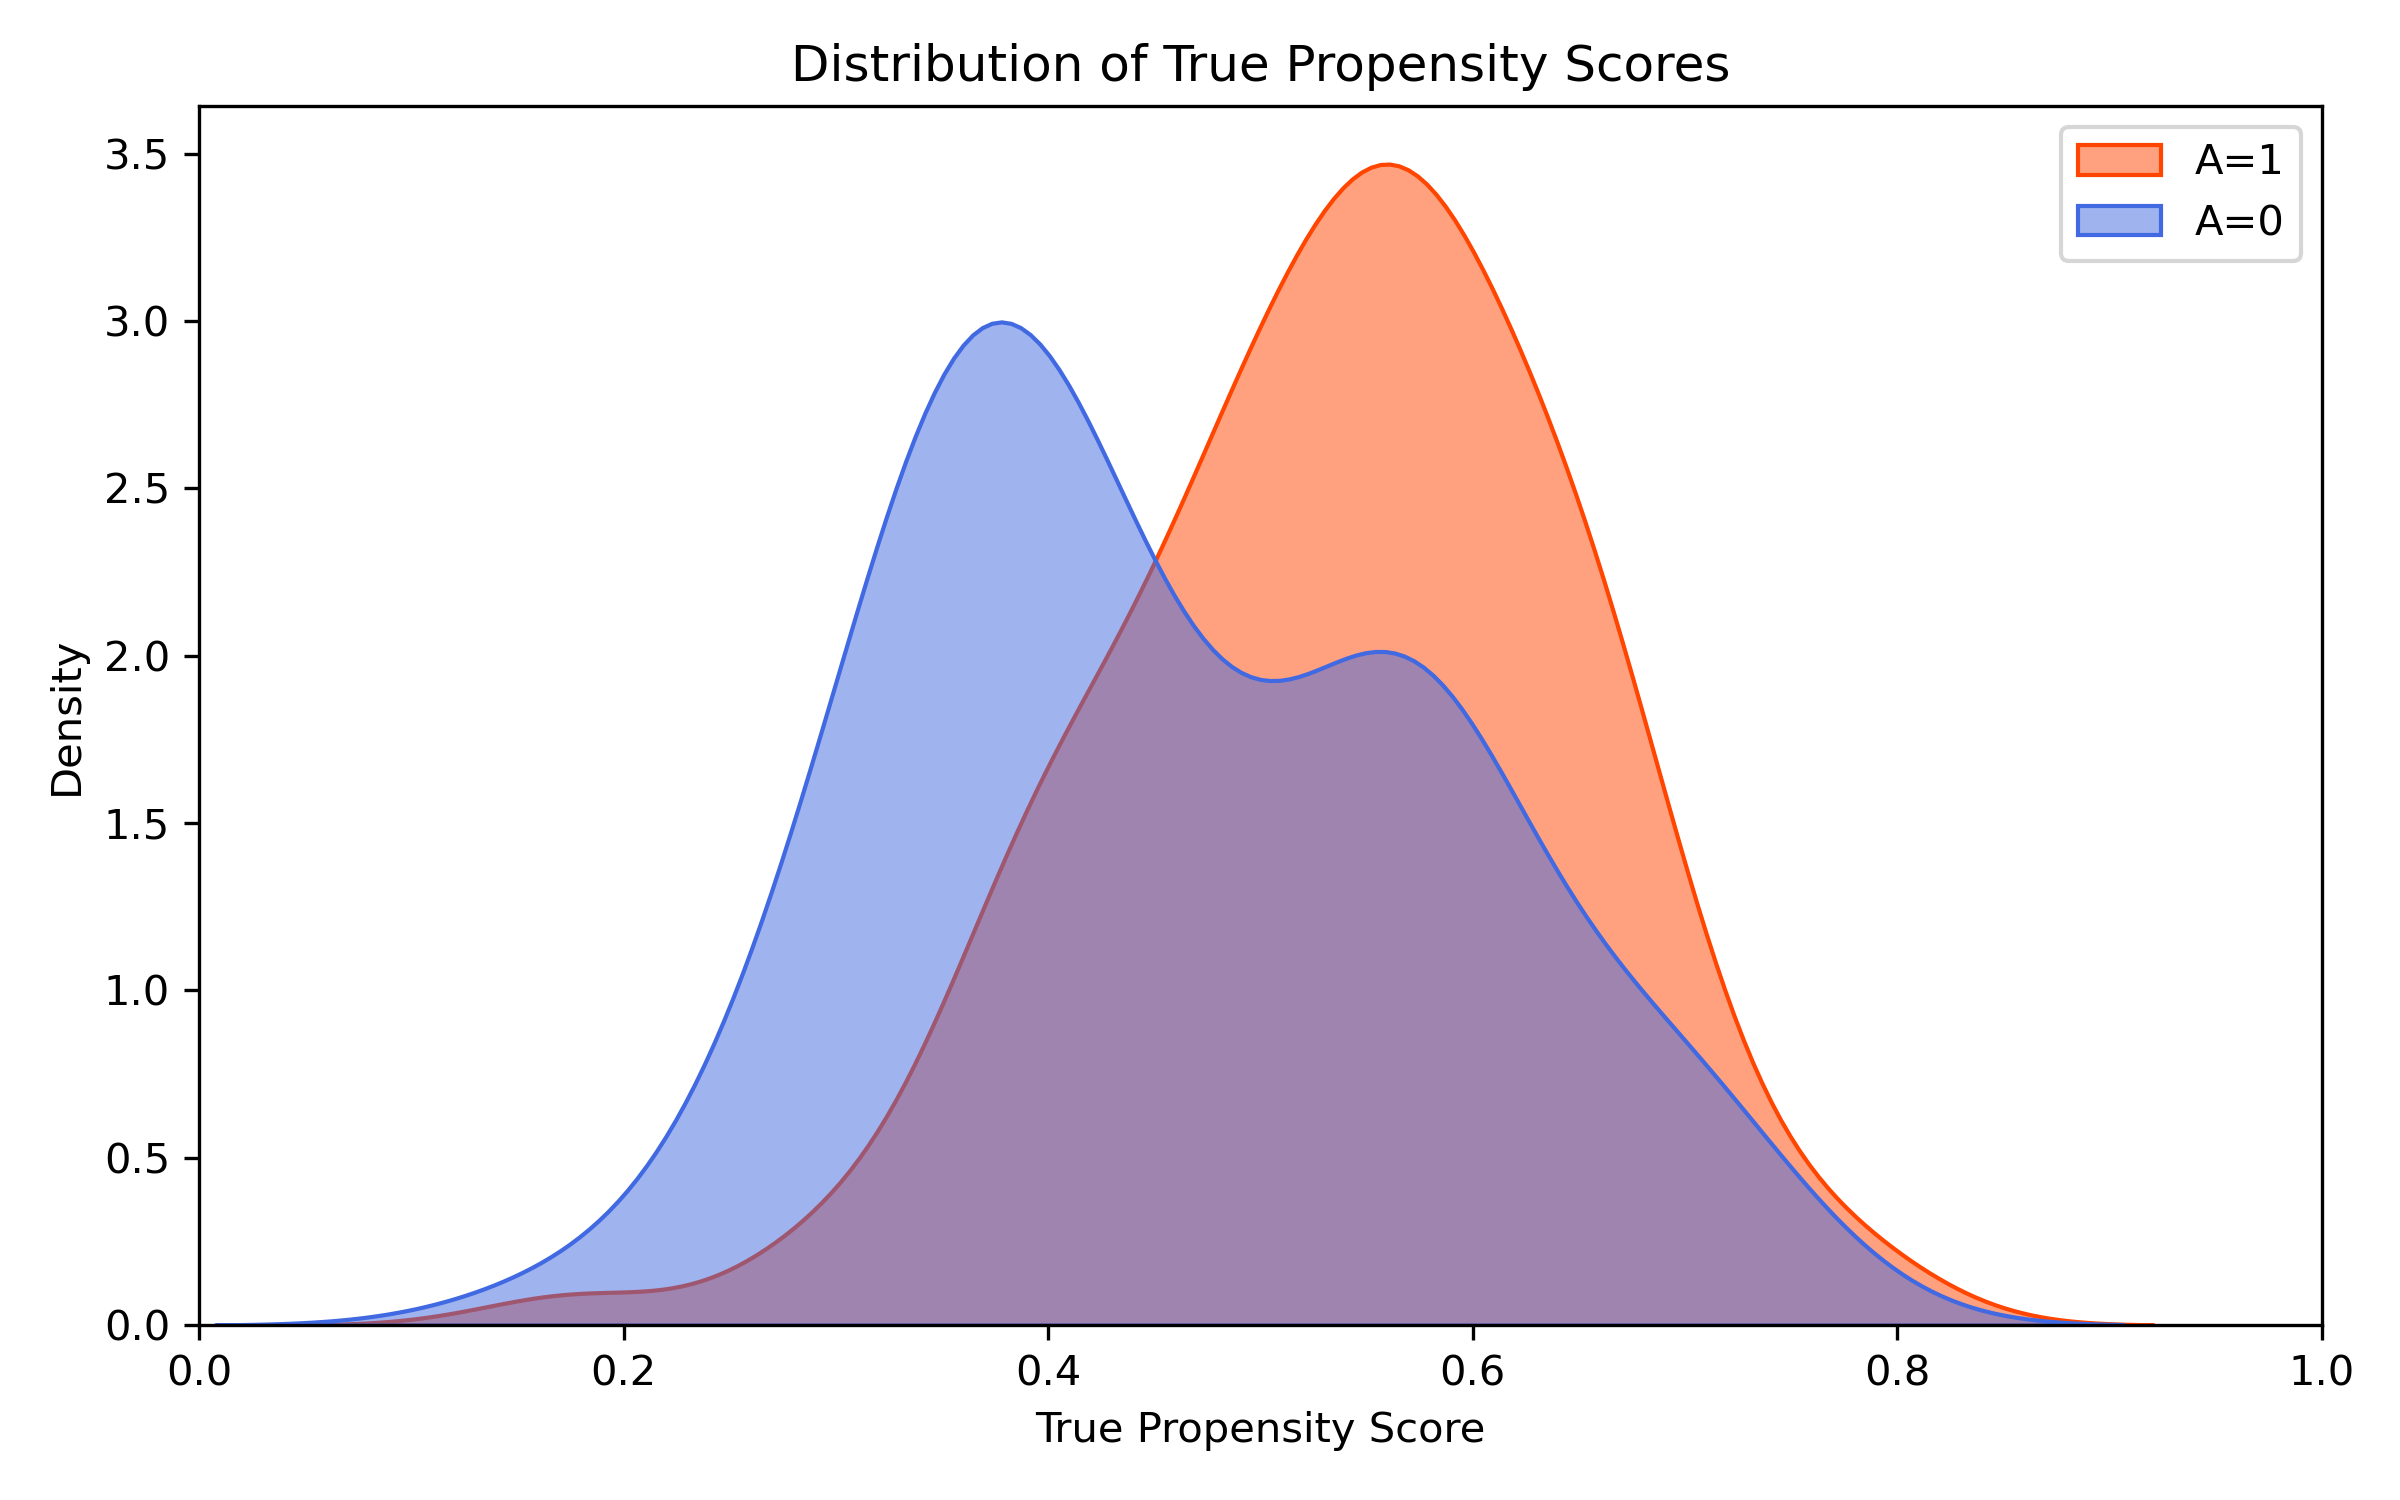 Distribution of True Propensity Scores
A=1
A=0
Density
3.5
3.0
2.5
2.0
1.5
1.0
0.5
0.0
0.0 0.2 0.4 0.6 0.8 1.0
True Propensity Score